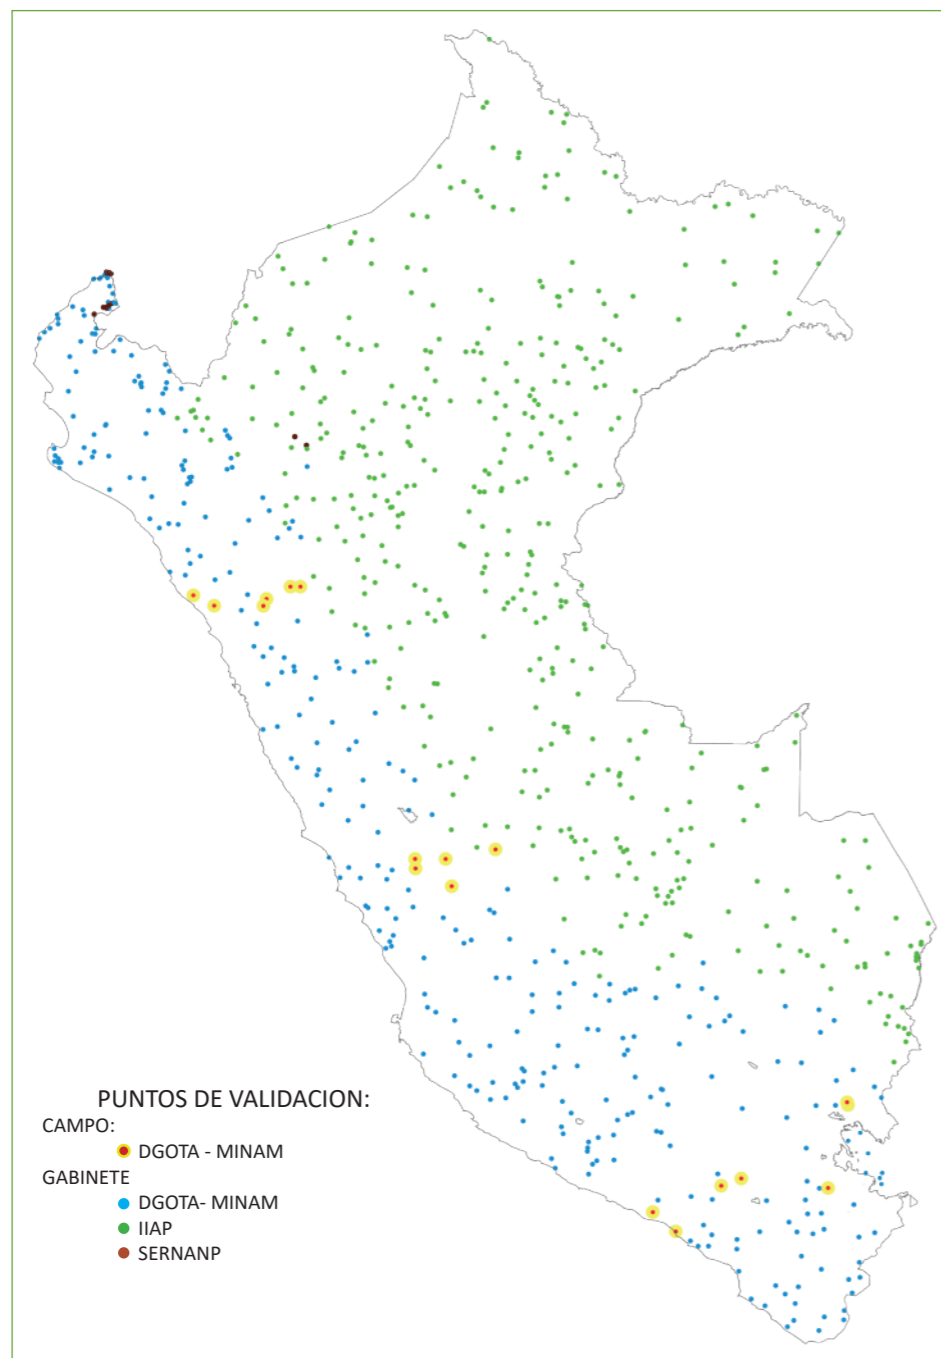 PUNTOS DE VALIDACION:
CAMPO:
DGOTA - MINAM
GABINETE
DGOTA- MINAM
IIAP
SERNANP